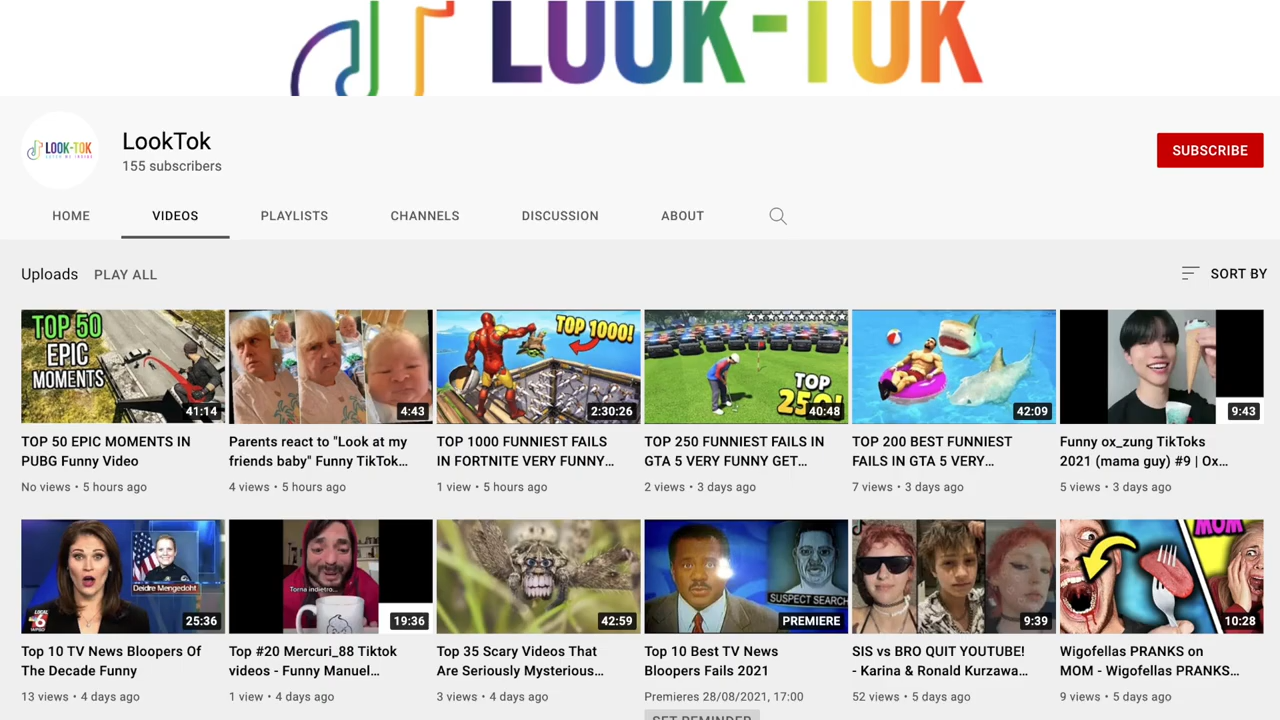 LOOK-TOK
LOOK-TOK
LookTok
155 subscribers
SUBSCRIBE
HOME
VIDEOS
PLAYLISTS
CHANNELS
DISCUSSION
ABOUT
Uploads
PLAY ALL
SORT BY
TOP 50
EPIC
MOMENTS
41:14
TOP 50 EPIC MOMENTS IN
PUBG Funny Video
No views • 5 hours ago
4:43
Parents react to "Look at my
friends baby" Funny TikTok...
4 views • 5 hours ago
TOP 1000!
2:30:26
TOP 1000 FUNNIEST FAILS
IN FORTNITE VERY FUNNY...
1 view • 5 hours ago
TOP
250!
40:48
TOP 250 FUNNIEST FAILS IN
GTA 5 VERY FUNNY GET...
2 views • 3 days ago
42:09
TOP 200 BEST FUNNIEST
FAILS IN GTA 5 VERY...
7 views • 3 days ago
9:43
Funny ox_zung TikToks
2021 (mama guy) #9 | Ox...
5 views • 3 days ago
Deidre Mengedoht
LOCAL
6
25:36
Top 10 TV News Bloopers Of
The Decade Funny
13 views • 4 days ago
Torna indietro...
19:36
Top #20 Mercuri_88 Tiktok
videos - Funny Manuel...
1 view • 4 days ago
42:59
Top 35 Scary Videos That
Are Seriously Mysterious...
3 views • 4 days ago
SUSPECT SEARCH
PREMIERE
Top 10 Best TV News
Bloopers Fails 2021
Premieres 28/08/2021, 17:00
SET REMINDER
9:39
SIS vs BRO QUIT YOUTUBE!
- Karina & Ronald Kurzawa...
52 views • 5 days ago
MOM
10:28
Wigofellas PRANKS on
MOM - Wigofellas PRANKS...
9 views • 5 days ago